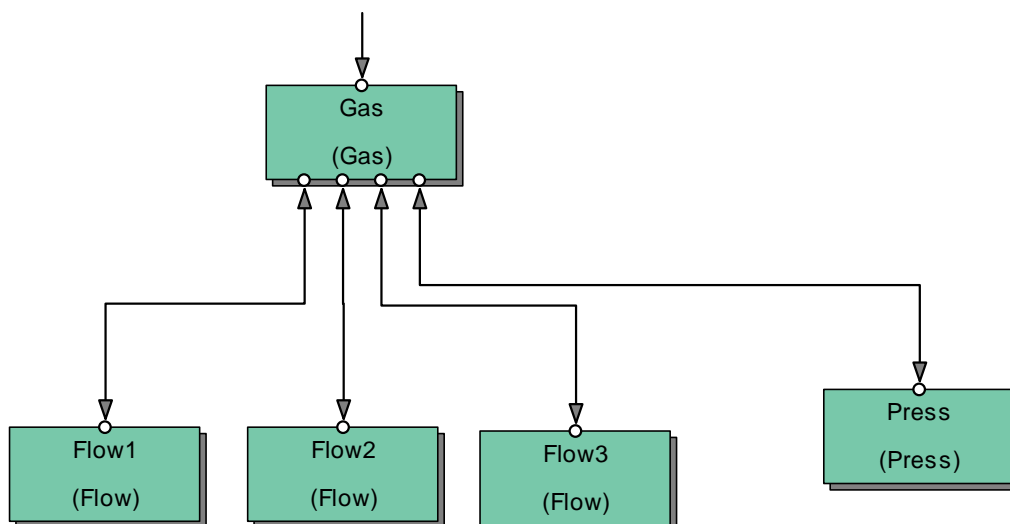 Gas
(Gas)
Flow1
(Flow)
Flow2
(Flow)
Flow3
(Flow)
Press
(Press)